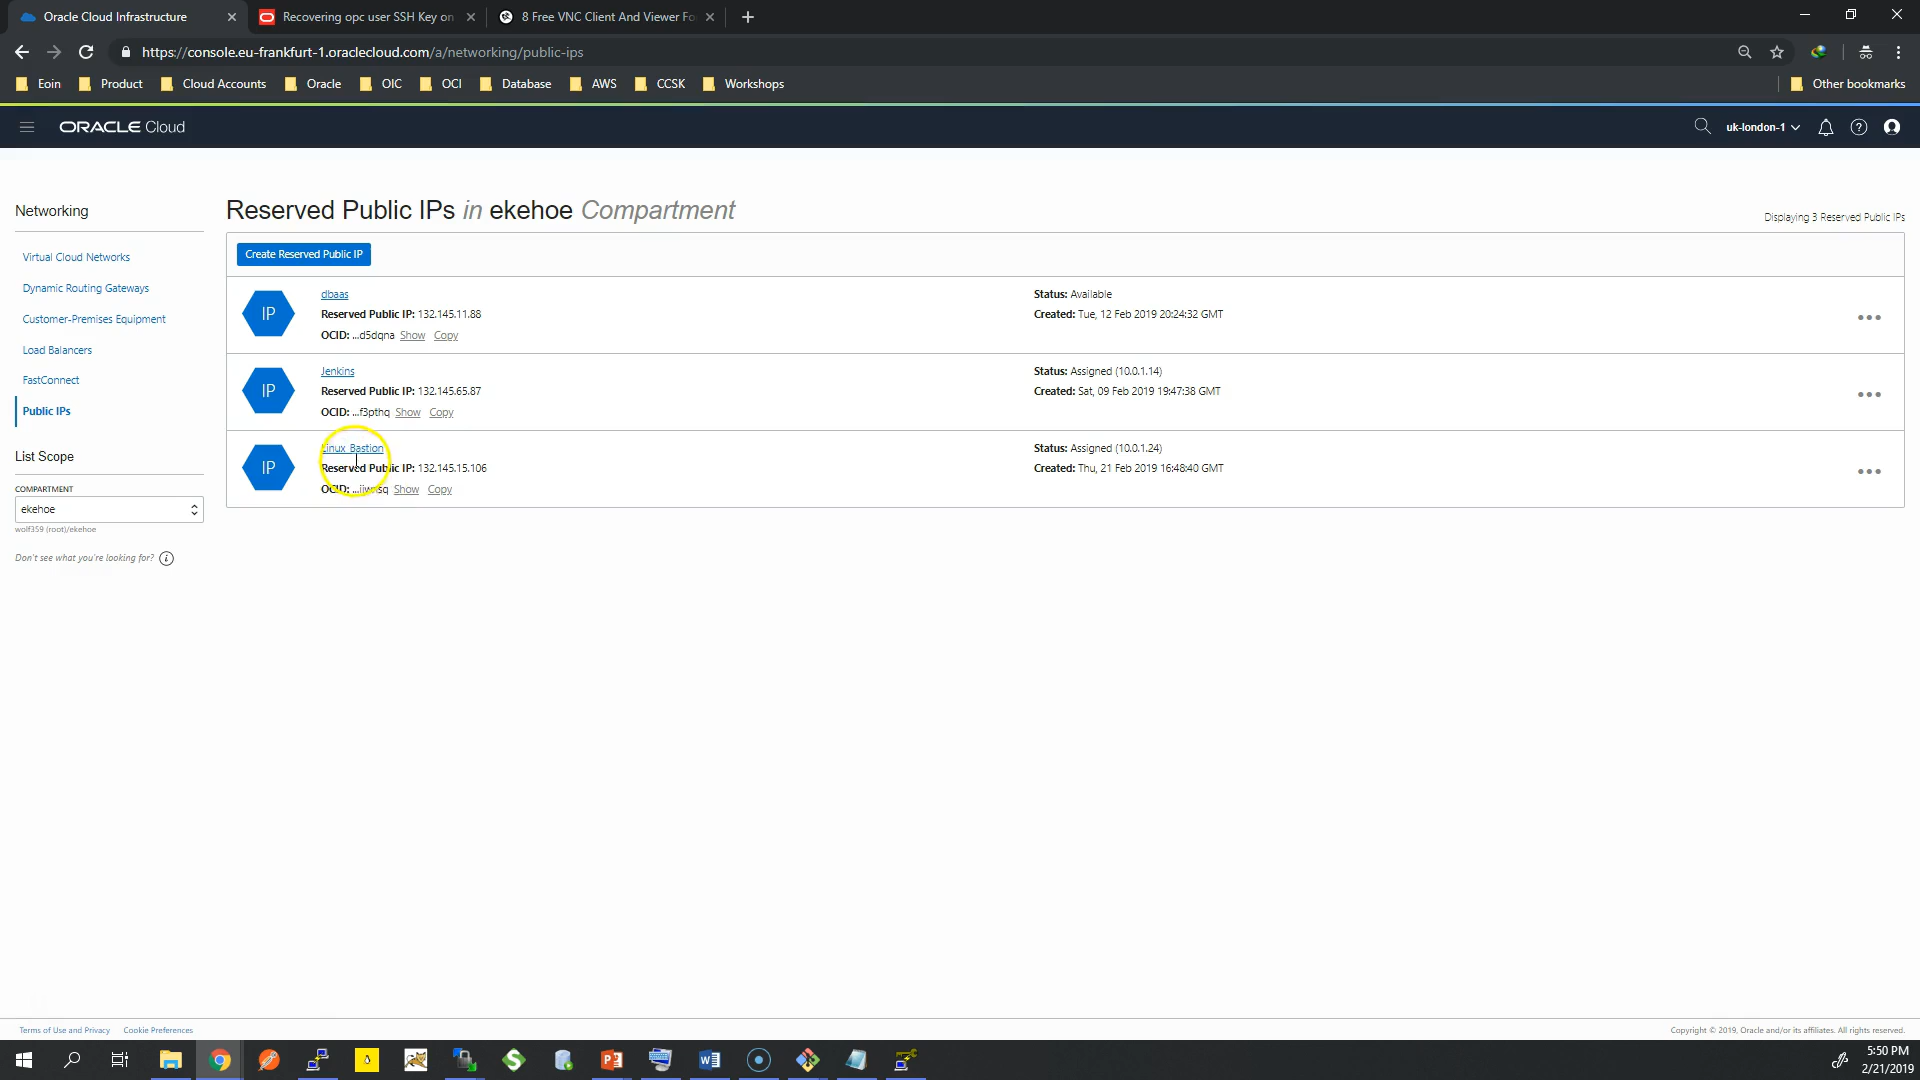 Oracle Cloud Infrastructure
Recovering opc user SSH Key on
8 Free VNC Client And Viewer Fo
https://console.eu-frankfurt-1.oraclecloud.com/a/networking/public-ips
Eoin
Product
Cloud Accounts
Oracle
OIC
OCI
Database
AWS
CCSK
Workshops
Other bookmarks
ORACLE Cloud
uk-london-1
Networking
Virtual Cloud Networks
Dynamic Routing Gateways
Customer-Premises Equipment
Load Balancers
FastConnect
Public IPs
List Scope
COMPARTMENT
ekehoe
wolf359 (root)/ekehoe
Don't see what you're looking for?
Reserved Public IPs in ekehoe Compartment
Displaying 3 Reserved Public IPs
Create Reserved Public IP
IP
dbaas
Reserved Public IP: 132.145.11.88
OCID: ...d5dqna Show Copy
Status: Available
Created: Tue, 12 Feb 2019 20:24:32 GMT
IP
Jenkins
Reserved Public IP: 132.145.65.87
OCID: ...f3pthq Show Copy
Status: Assigned (10.0.1.14)
Created: Sat, 09 Feb 2019 19:47:38 GMT
IP
Linux Bastion
Reserved Public IP: 132.145.15.106
OCID: Show Copy
Status: Assigned (10.0.1.24)
Created: Thu, 21 Feb 2019 16:48:40 GMT
Terms of Use and Privacy
Cookie Preferences
Copyright © 2019, Oracle and/or its affiliates. All rights reserved.
5:50 PM
2/21/2019